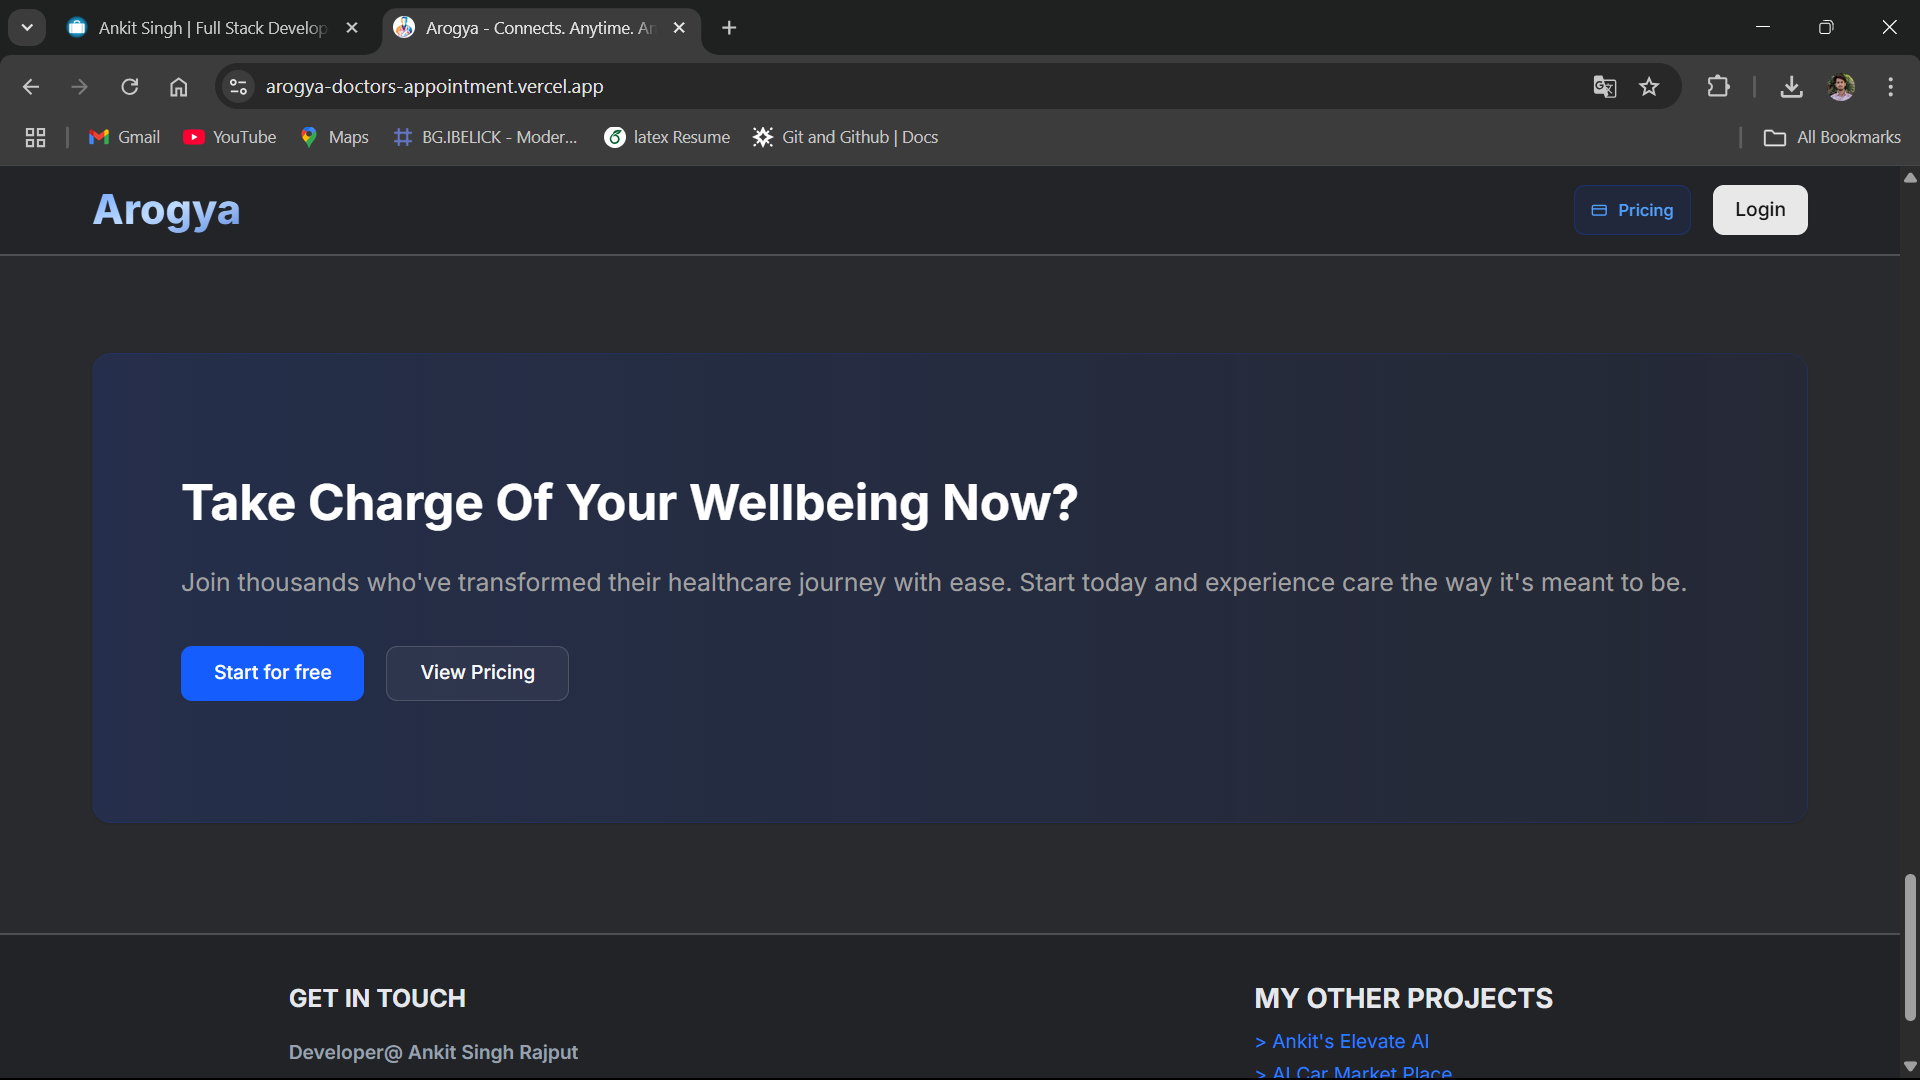 Ankit Singh | Full Stack Develop
Arogya - Connects. Anytime. An
arogya-doctors-appointment.vercel.app
Gmail
YouTube
Maps
BG.IBELICK - Moder...
latex Resume
Git and Github | Docs
All Bookmarks
Arogya
Pricing
Login
Take Charge Of Your Wellbeing Now?
Join thousands who've transformed their healthcare journey with ease. Start today and experience care the way it's meant to be.
Start for free
View Pricing
GET IN TOUCH
Developer@ Ankit Singh Rajput
MY OTHER PROJECTS
> Ankit's Elevate AI
> AI Car Market Place